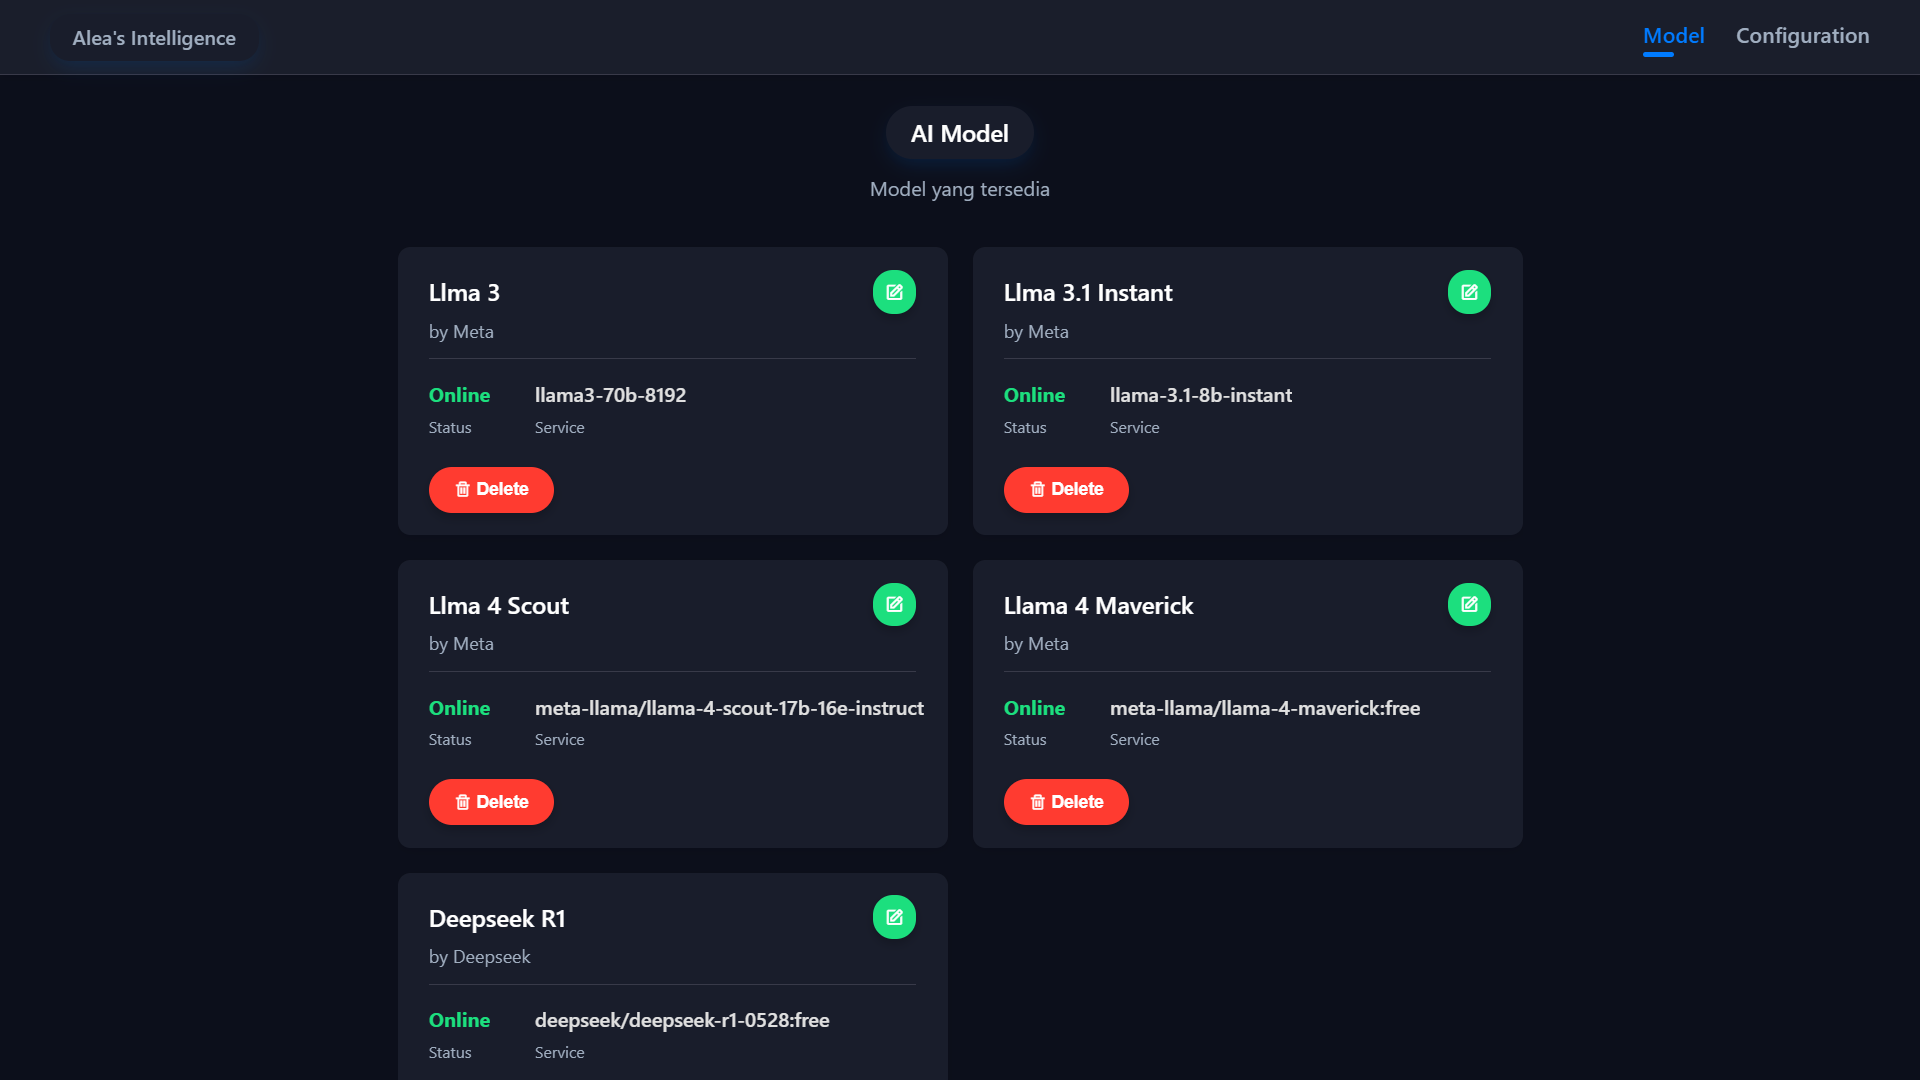 Alea's Intelligence
Model Configuration
AI Model
Model yang tersedia
Llma 3
by Meta
Online llama3-70b-8192
Status Service
Delete
Llma 3.1 Instant
by Meta
Online llama-3.1-8b-instant
Status Service
Delete
Llma 4 Scout
by Meta
Online meta-llama/llama-4-scout-17b-16e-instruct
Status Service
Delete
Llama 4 Maverick
by Meta
Online meta-llama/llama-4-maverick:free
Status Service
Delete
Deepseek R1
by Deepseek
Online deepseek/deepseek-r1-0528:free
Status Service